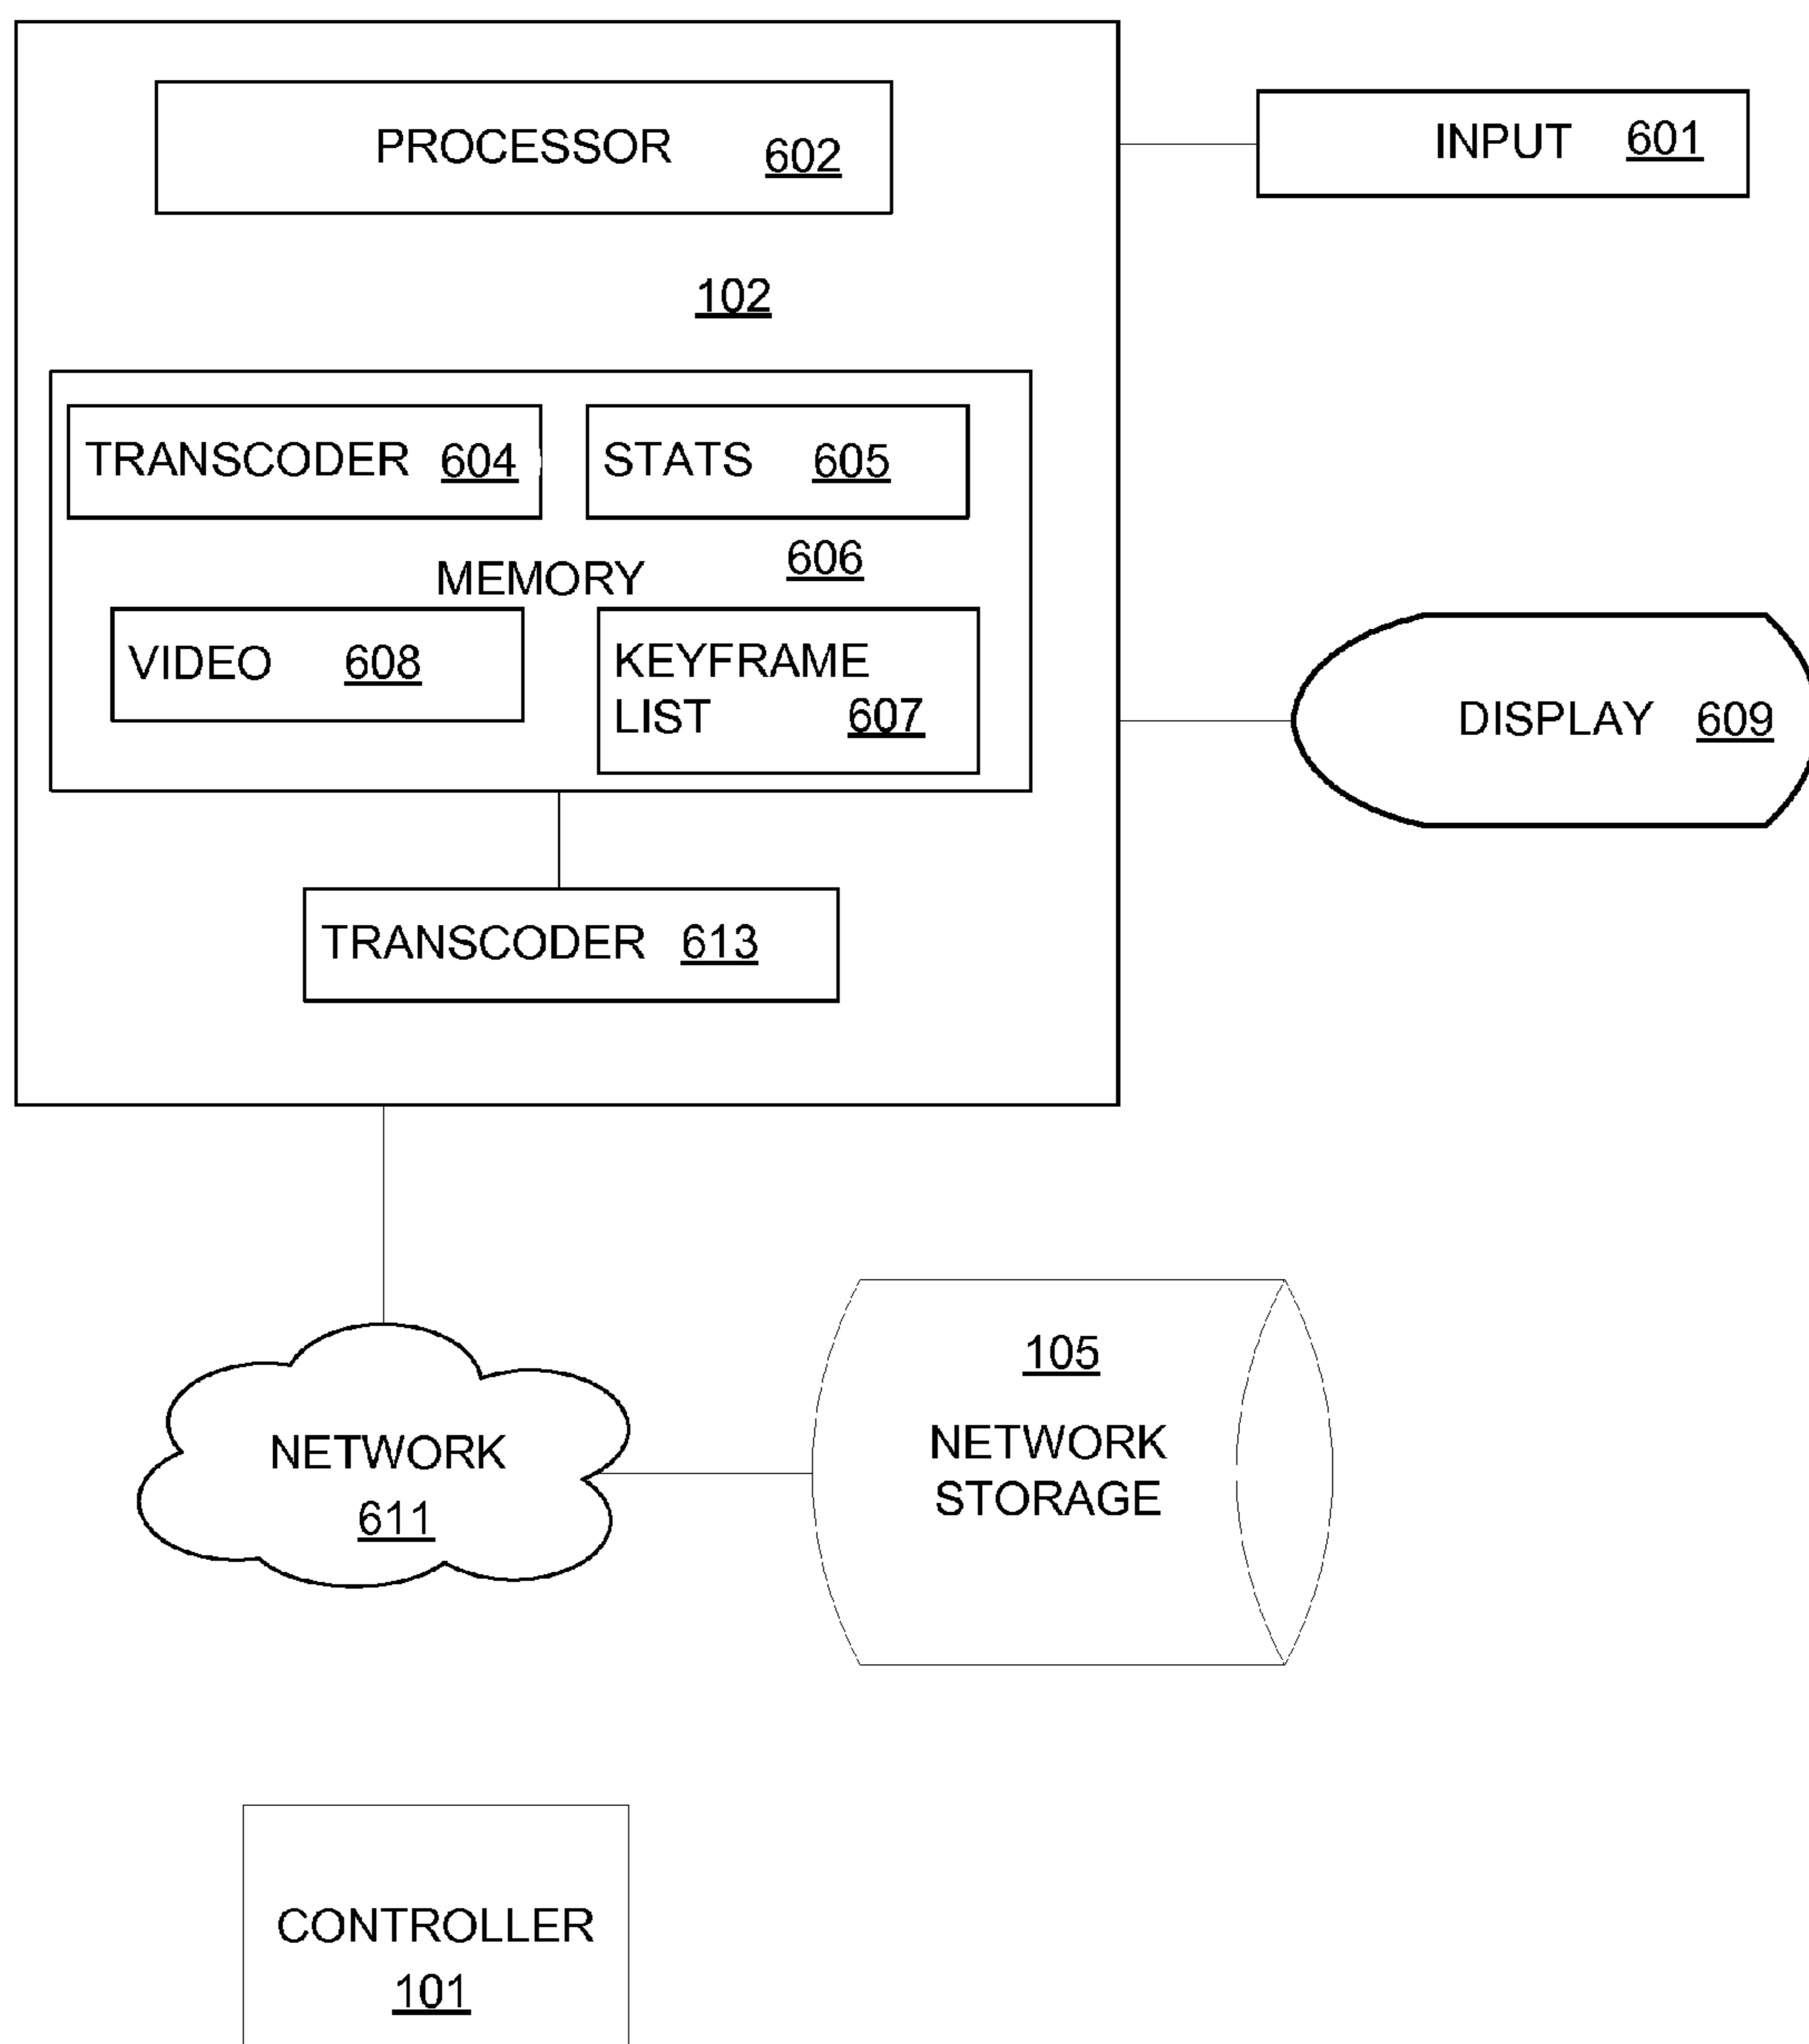 PROCESSOR 602
INPUT 601
102
TRANSCODER 604
STATS 605
MEMORY 606
VIDEO 608
KEYFRAME
LIST 607
DISPLAY 609
TRANSCODER 613
NETWORK
611
105
NETWORK
STORAGE
CONTROLLER
101